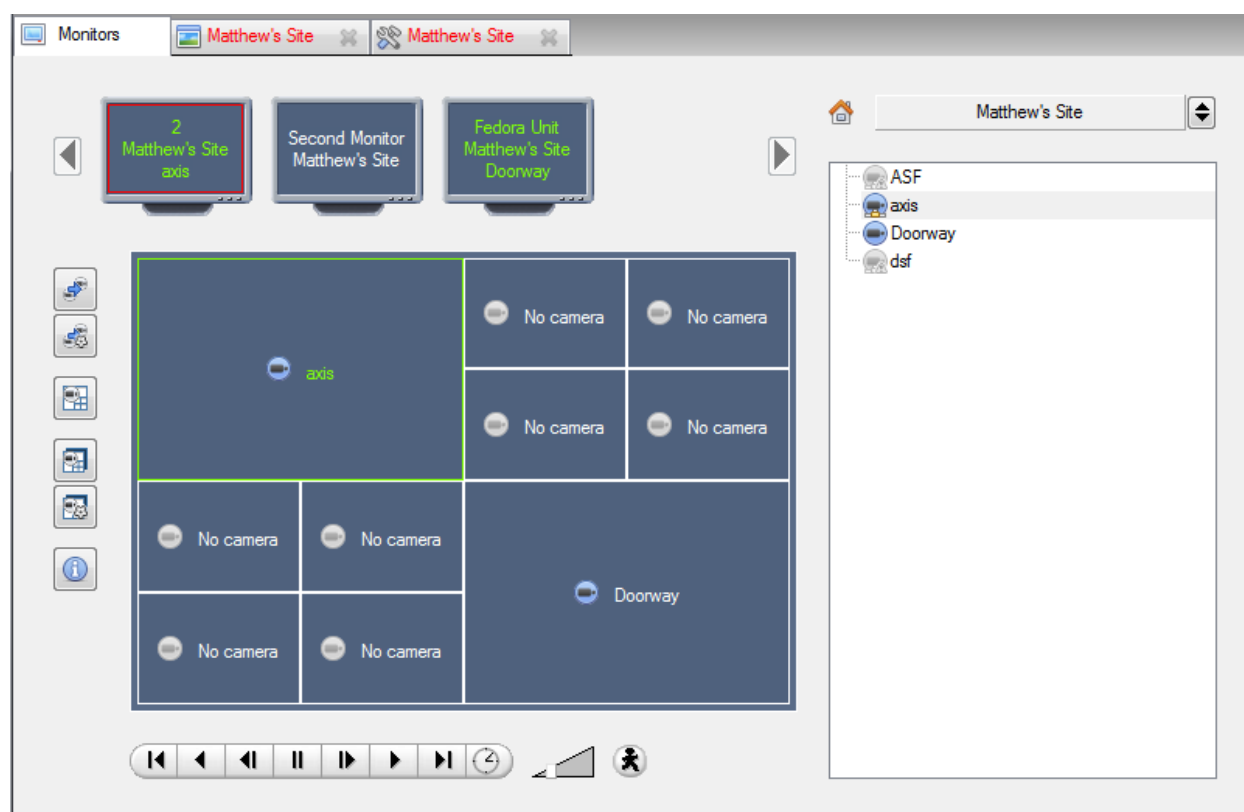 Monitors
Matthew's Site
Matthew's Site
2
Matthew's Site
axis
Second Monitor
Matthew's Site
Fedora Unit
Matthew's Site
Doorway
Matthew's Site
ASF
axis
Doorway
dsf
axis
No camera
No camera
No camera
No camera
No camera
No camera
No camera
No camera
Doorway